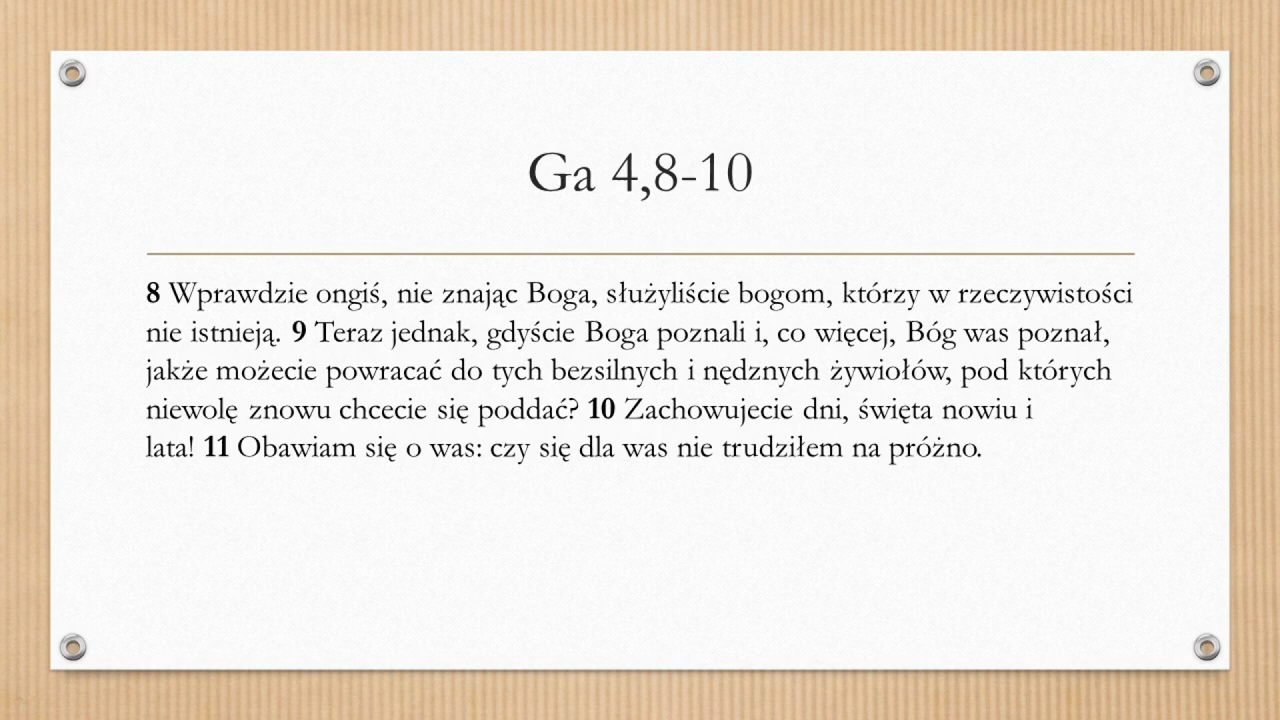 Ga 4,8-10
8 Wprawdzie ongiś, nie znając Boga, służyliście bogom, którzy w rzeczywistości
nie istnieją. 9 Teraz jednak, gdyście Boga poznali i, co więcej, Bóg was poznał,
jakże możecie powracać do tych bezsilnych i nędznych żywiołów, pod których
niewolę znowu chcecie się poddać? 10 Zachowujecie dni, święta nowiu i
lata! 11 Obawiam się o was: czy się dla was nie trudziłem na próżno.